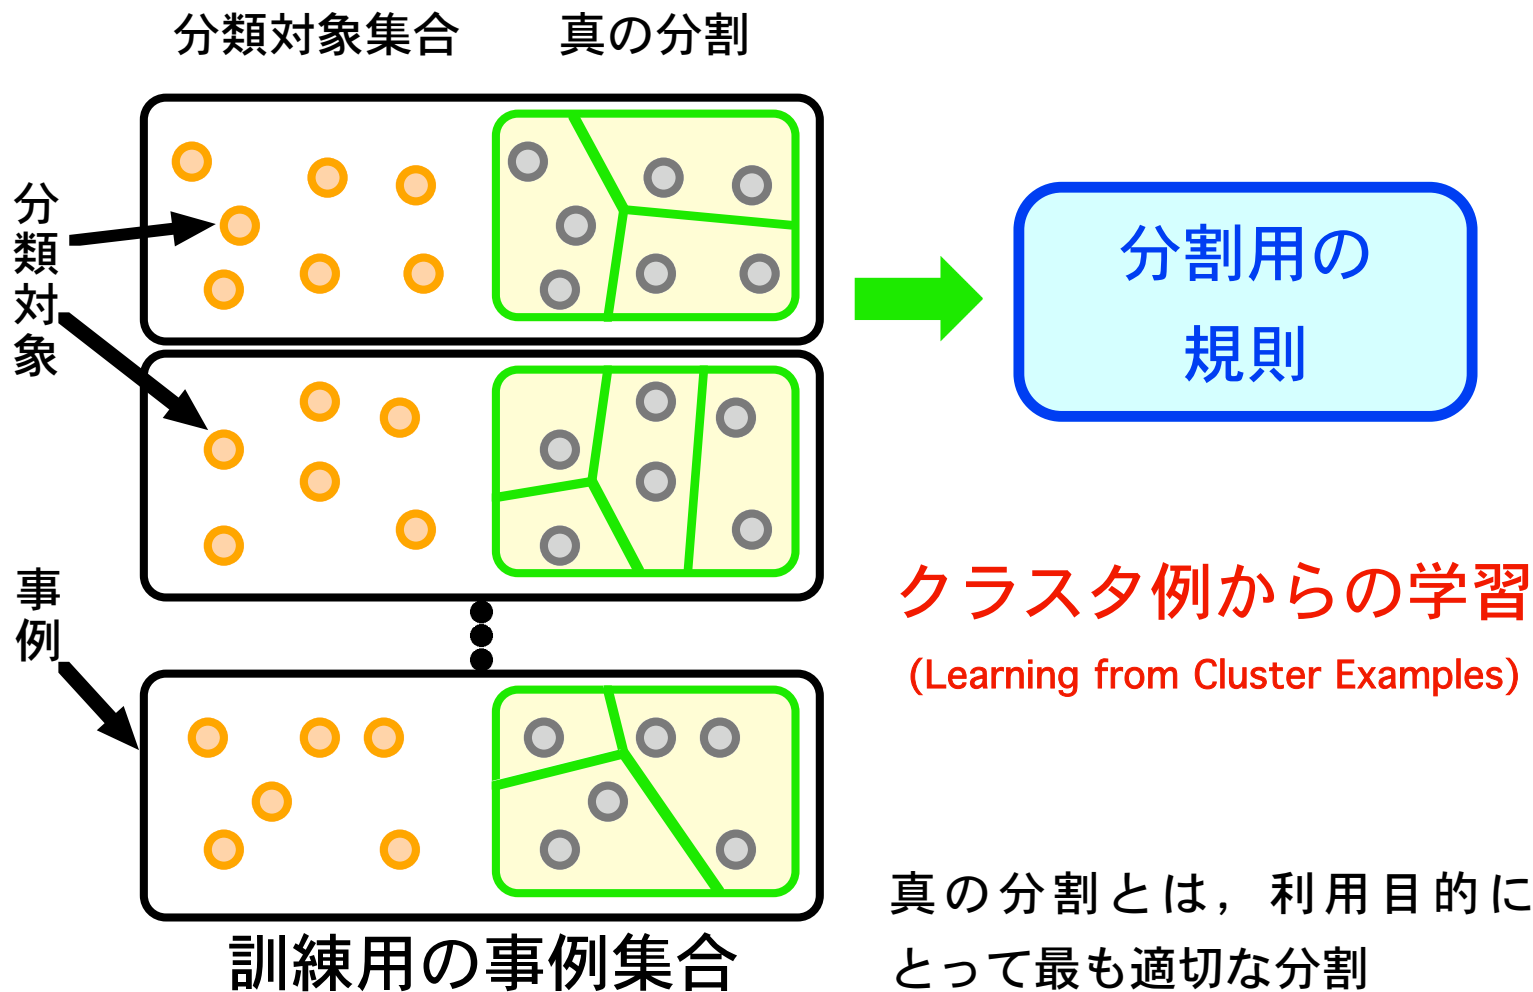 分類対象集合
真の分割
分類対象
事例
分割用の
規則
クラスタ例からの学習
(Learning from Cluster Examples)
真の分割とは，利用目的に
とって最も適切な分割
訓練用の事例集合